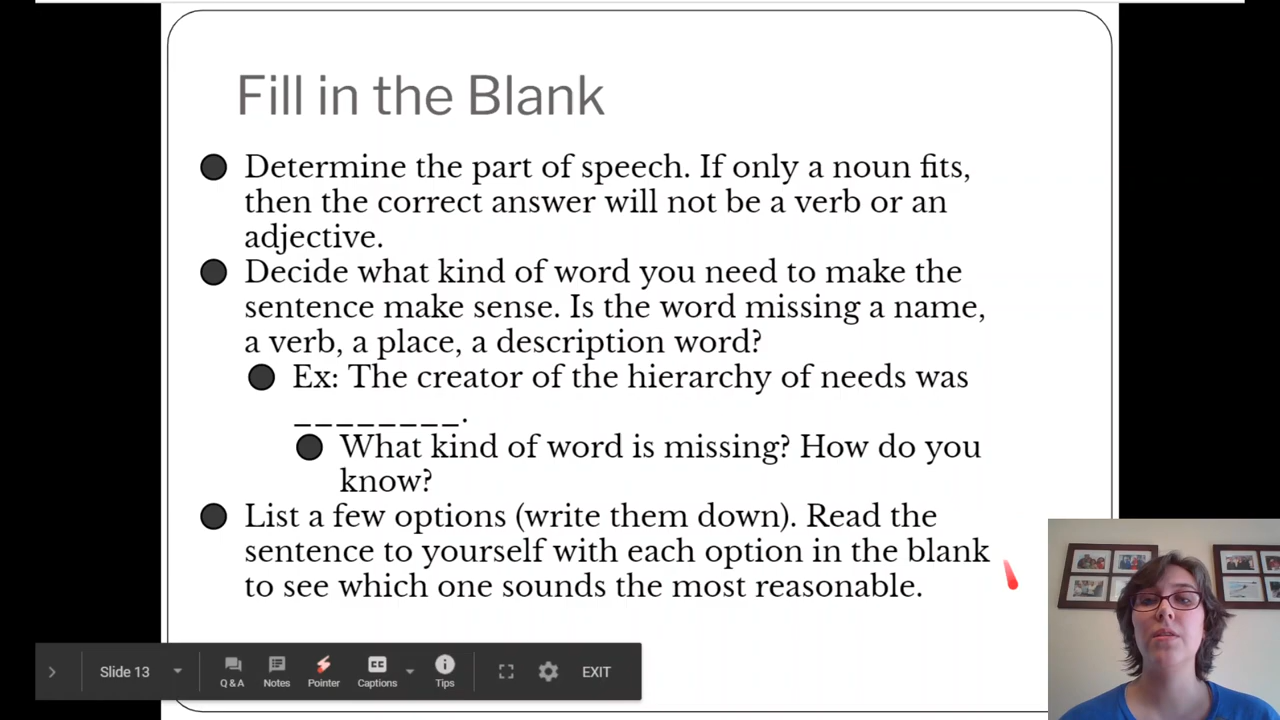 Fill in the Blank
Determine the part of speech. If only a noun fits,
then the correct answer will not be a verb or an
adjective.
Decide what kind of word you need to make the
sentence make sense. Is the word missing a name,
a verb, a place, a description word?
Ex: The creator of the hierarchy of needs was
________.
What kind of word is missing? How do you
know?
List a few options (write them down). Read the
sentence to yourself with each option in the blank
to see which one sounds the most reasonable.
Slide 13
Q & A
Notes
Pointer
CC
Captions
Tips
EXIT